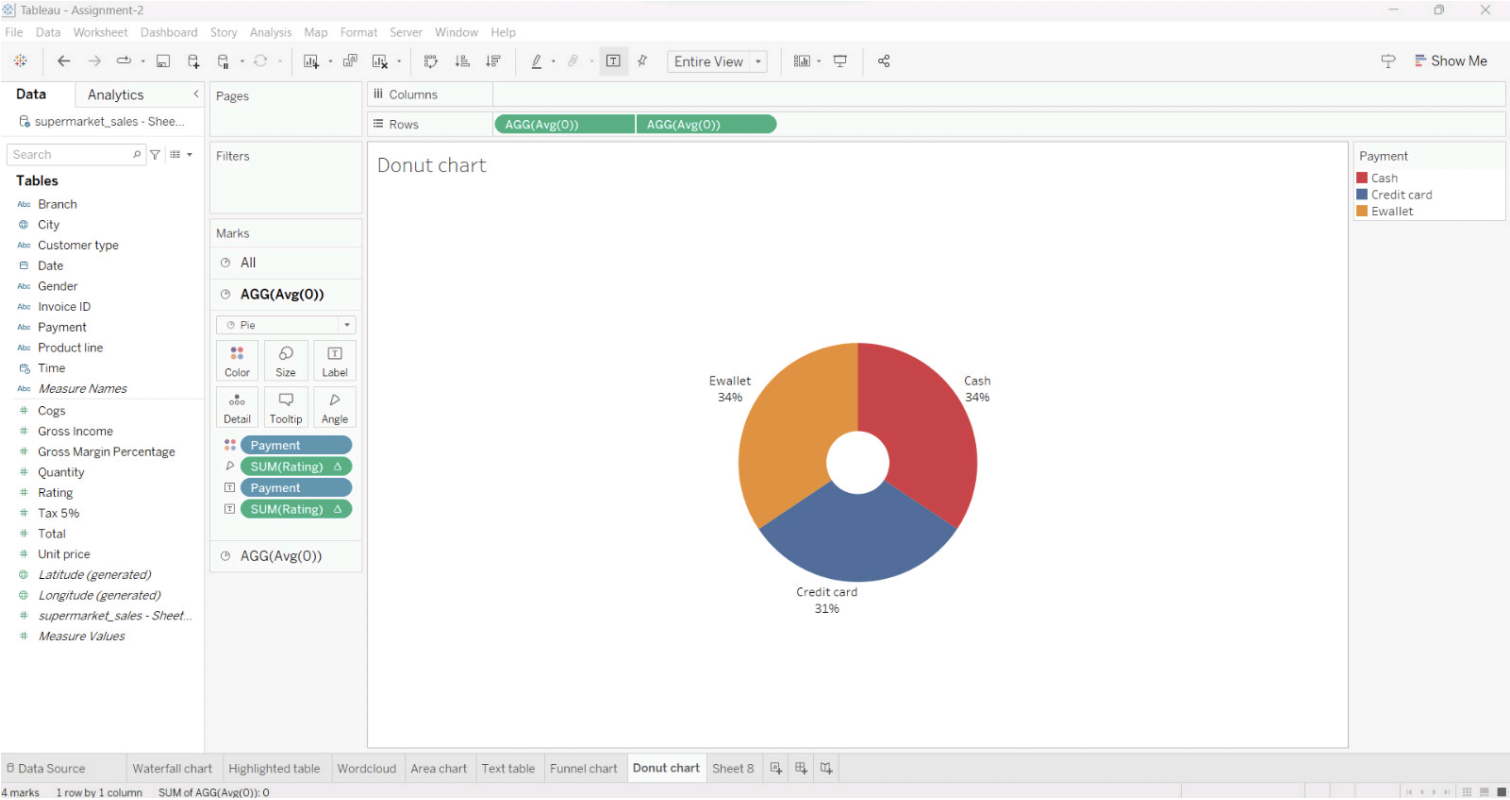 Tableau - Assignment-2
File Data Worksheet Dashboard Story Analysis Map Format Server Window Help
Entire View
Show Me
Data Analytics
supermarket_sales - Shee...
Search
Tables
Abc Branch
City
Abc Customer type
Date
Abc Gender
Abc Invoice ID
Abc Payment
Abc Product line
Time
Abc Measure Names
# Cogs
# Gross Income
# Gross Margin Percentage
# Quantity
# Rating
# Tax 5%
# Total
# Unit price
Latitude (generated)
Longitude (generated)
# supermarket_sales - Sheet...
# Measure Values
Pages
Filters
Marks
All
AGG(Avg(0))
Pie
Color Size Label
Detail Tooltip Angle
Payment
SUM(Rating) Δ
Payment
SUM(Rating) Δ
AGG(Avg(0))
Columns
Rows AGG(Avg(0)) AGG(Avg(0))
Donut chart
Ewallet
34%
Cash
34%
Credit card
31%
Payment
Cash
Credit card
Ewallet
Data Source Waterfall chart Highlighted table Wordcloud Area chart Text table Funnel chart Donut chart Sheet 8
4 marks 1 row by 1 column SUM of AGG(Avg(0)): 0